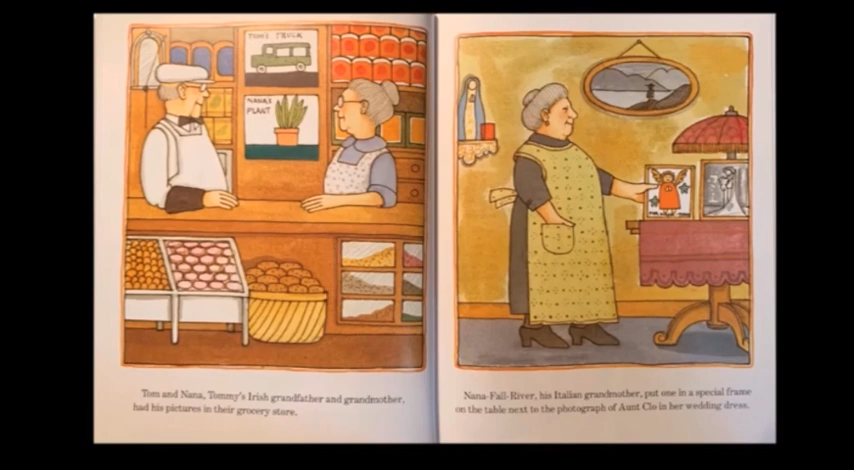 TOM'S TRUCK
NANA'S
PLANT
Tom and Nana, Tommy's Irish grandfather and grandmother,
had his pictures in their grocery store.
Nana-Fall-River, his Italian grandmother, put one in a special frame
on the table next to the photograph of Aunt Clo in her wedding dress.